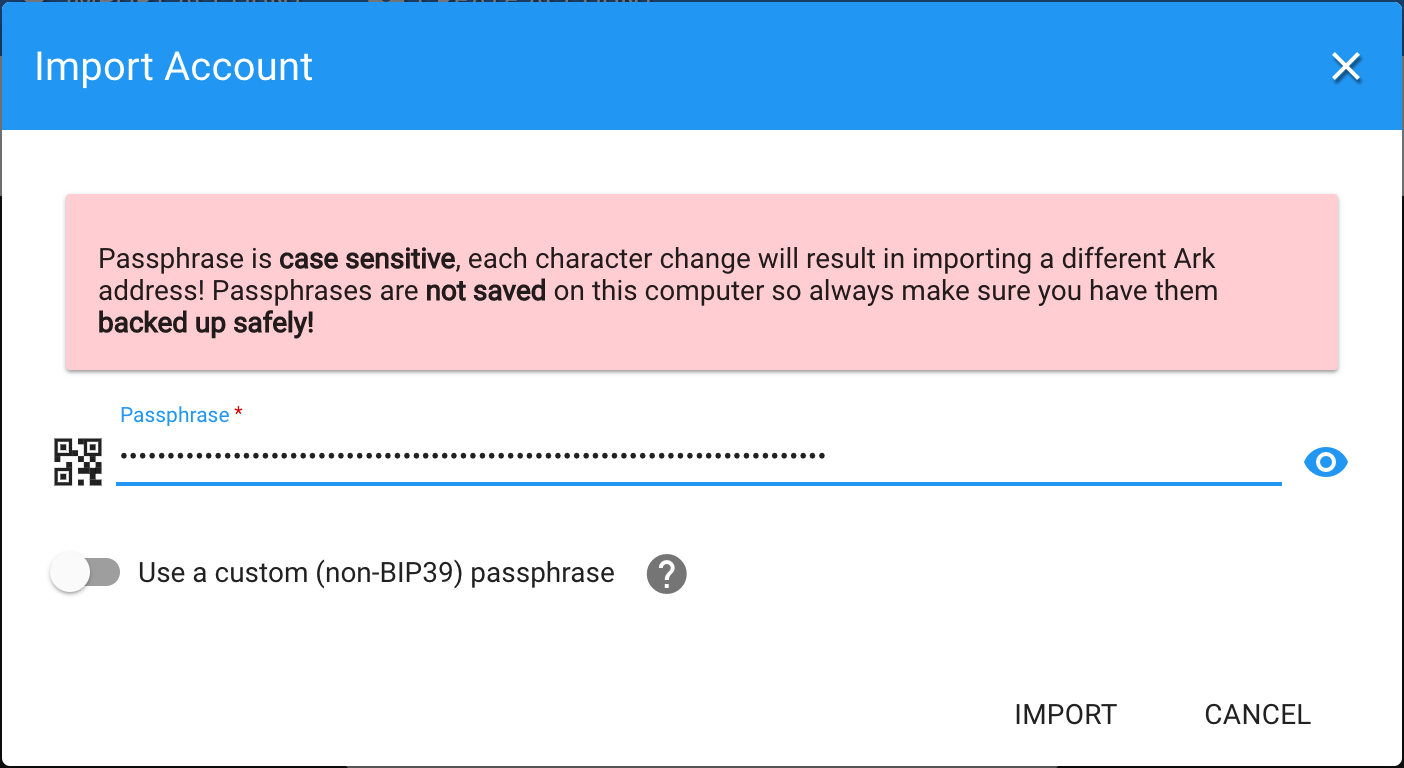 Import Account
Passphrase is case sensitive, each character change will result in importing a different Ark
address! Passphrases are not saved on this computer so always make sure you have them
backed up safely!
Passphrase *
Use a custom (non-BIP39) passphrase
?
IMPORT CANCEL